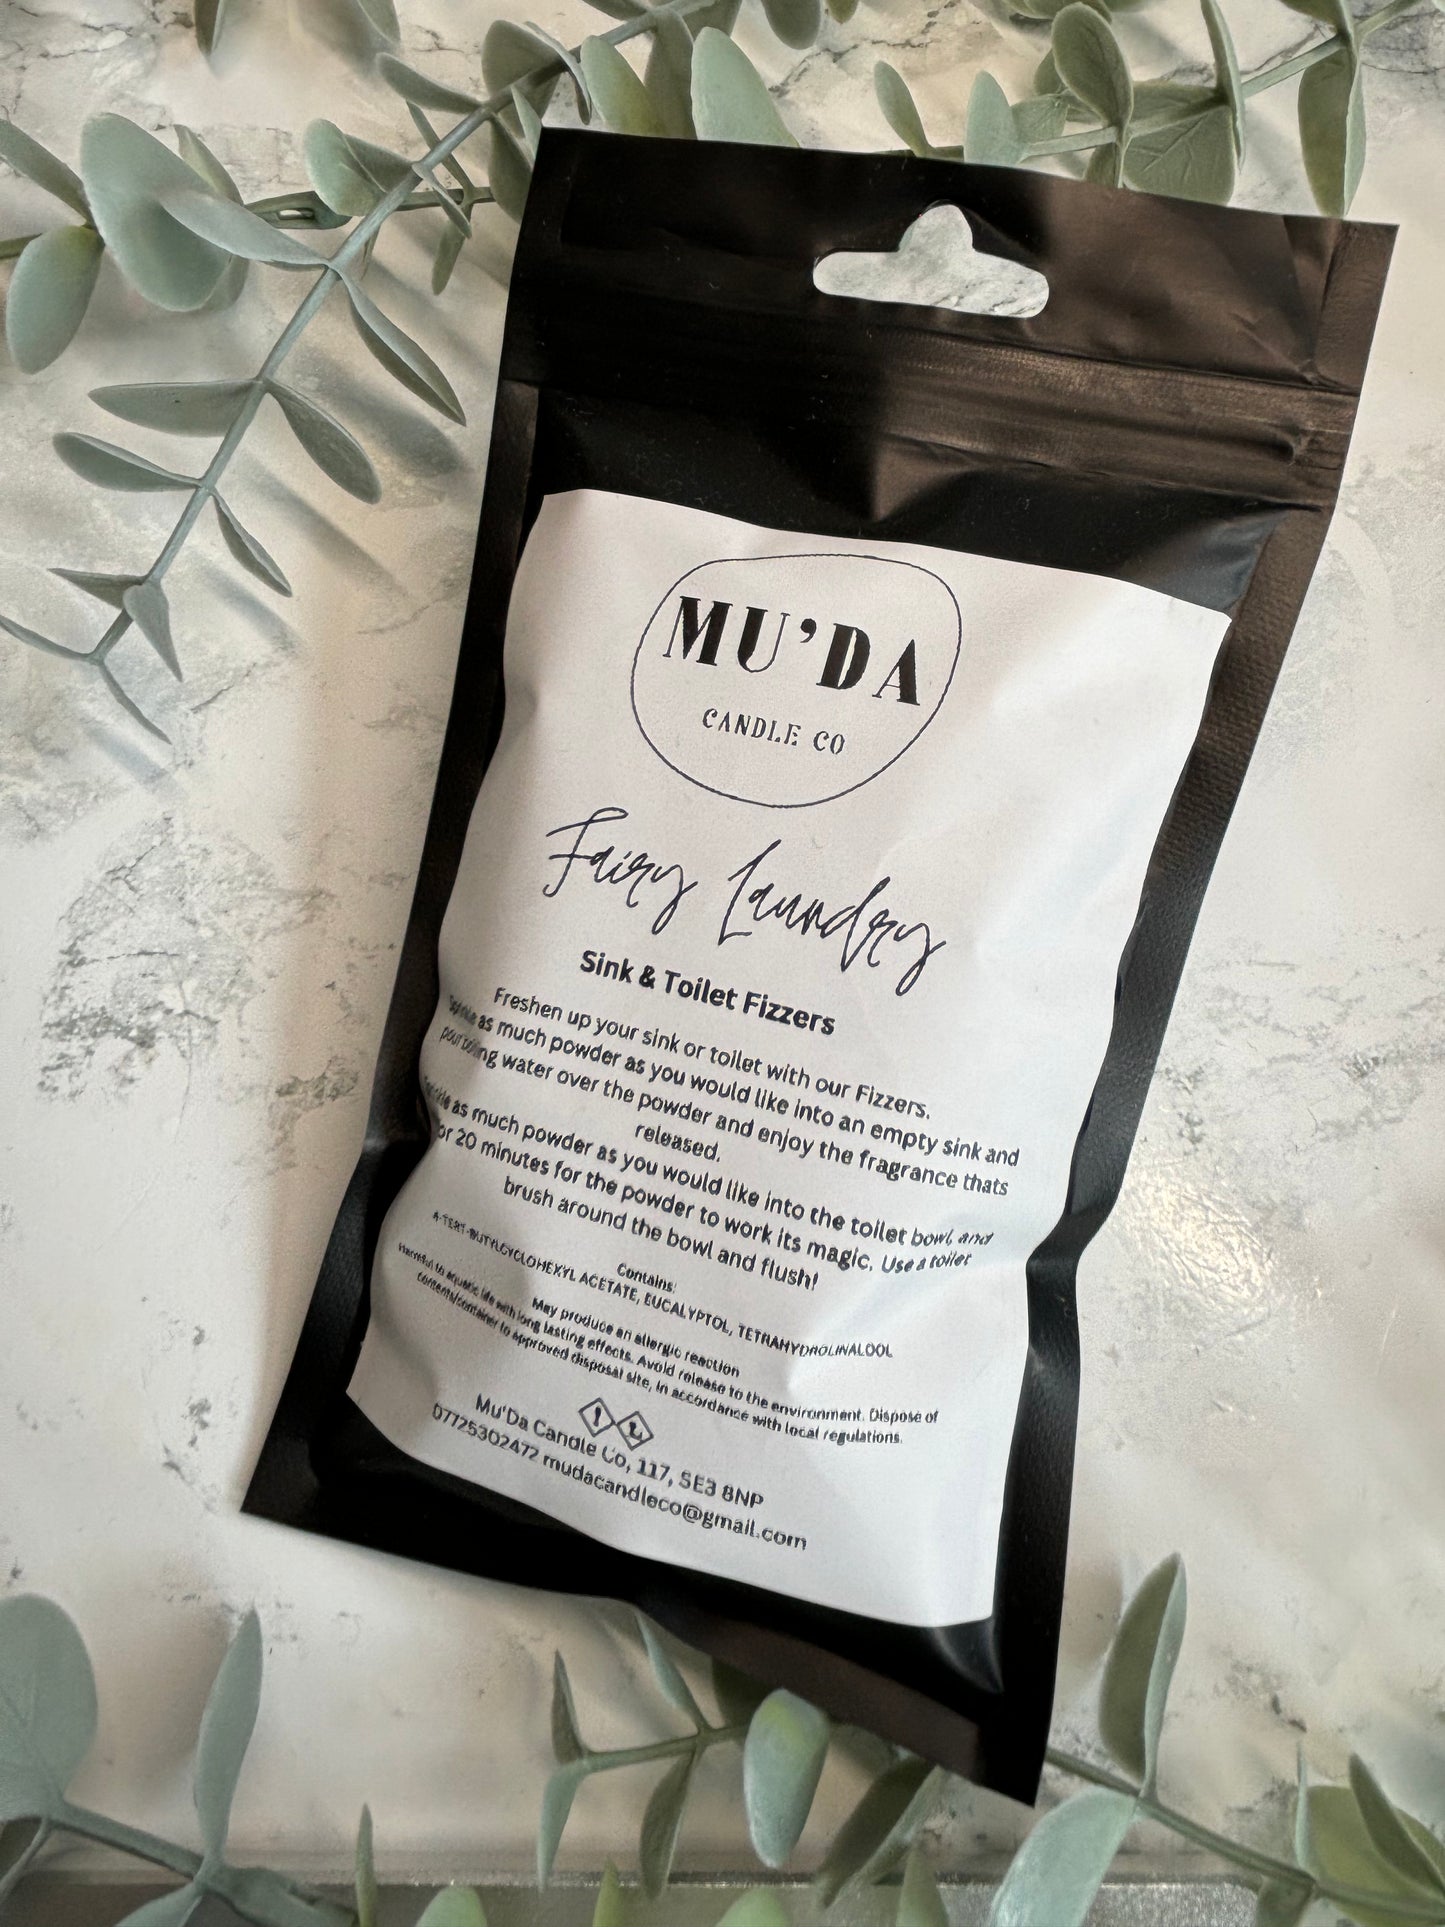 MU'DA
CANDLE CO
Fairy Laundry
Sink & Toilet Fizzers
Freshen up your sink or toilet with our Fizzers.
Sprinkle as much powder as you would like into an empty sink and
pour boiling water over the powder and enjoy the fragrance thats
released.
as much powder as you would like into the toilet bowl, and
for 20 minutes for the powder to work its magic. Use a toilet
brush around the bowl and flush!
Contains:
4-TERT-BUTYLCYCLOHEXYL ACETATE, EUCALYPTOL, TETRAHYDROLINALOOL
May produce an allergic reaction
Harmful to aquatic life with long lasting effects. Avoid release to the environment. Dispose of
contents/container to approved disposal site, in accordance with local regulations.
Mu'Da Candle Co, 117, SE3 8NP
07725302472 mudacandleco@gmail.com